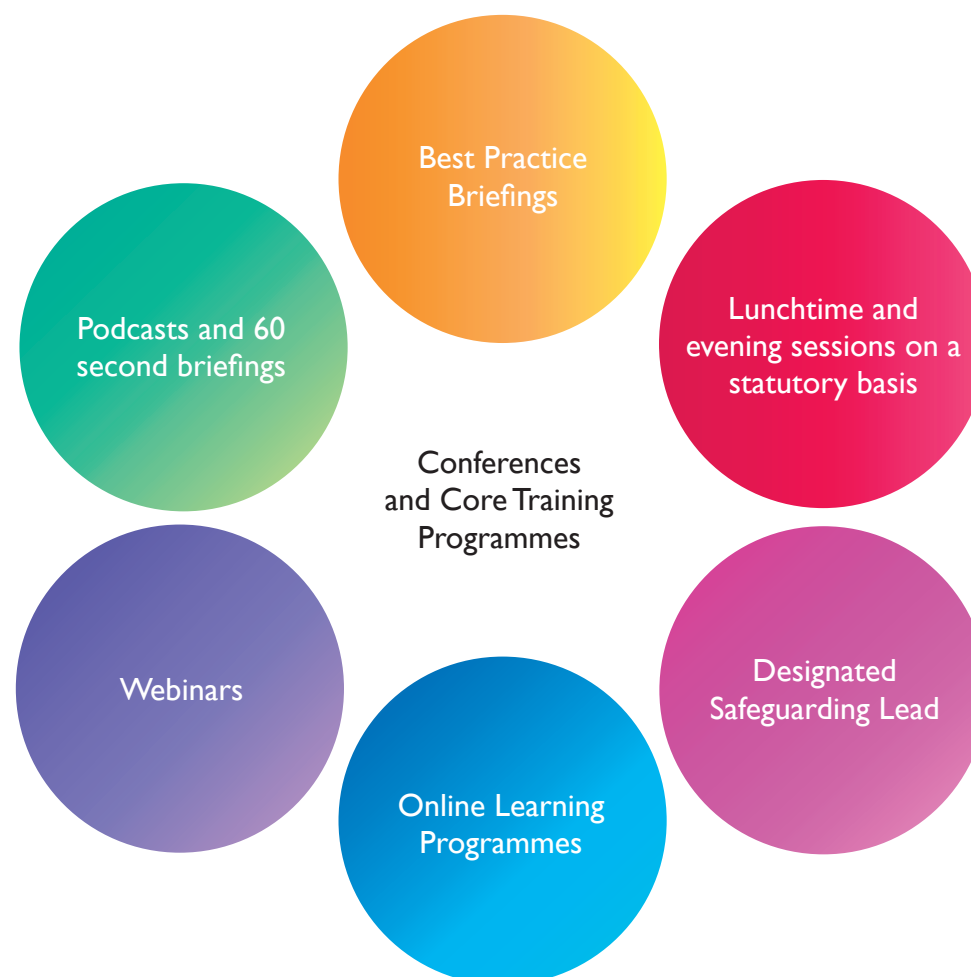 Best Practice
Briefings
Lunchtime and
evening sessions on a
statutory basis
Podcasts and 60
second briefings
Conferences
and Core Training
Programmes
Designated
Safeguarding Lead
Webinars
Online Learning
Programmes